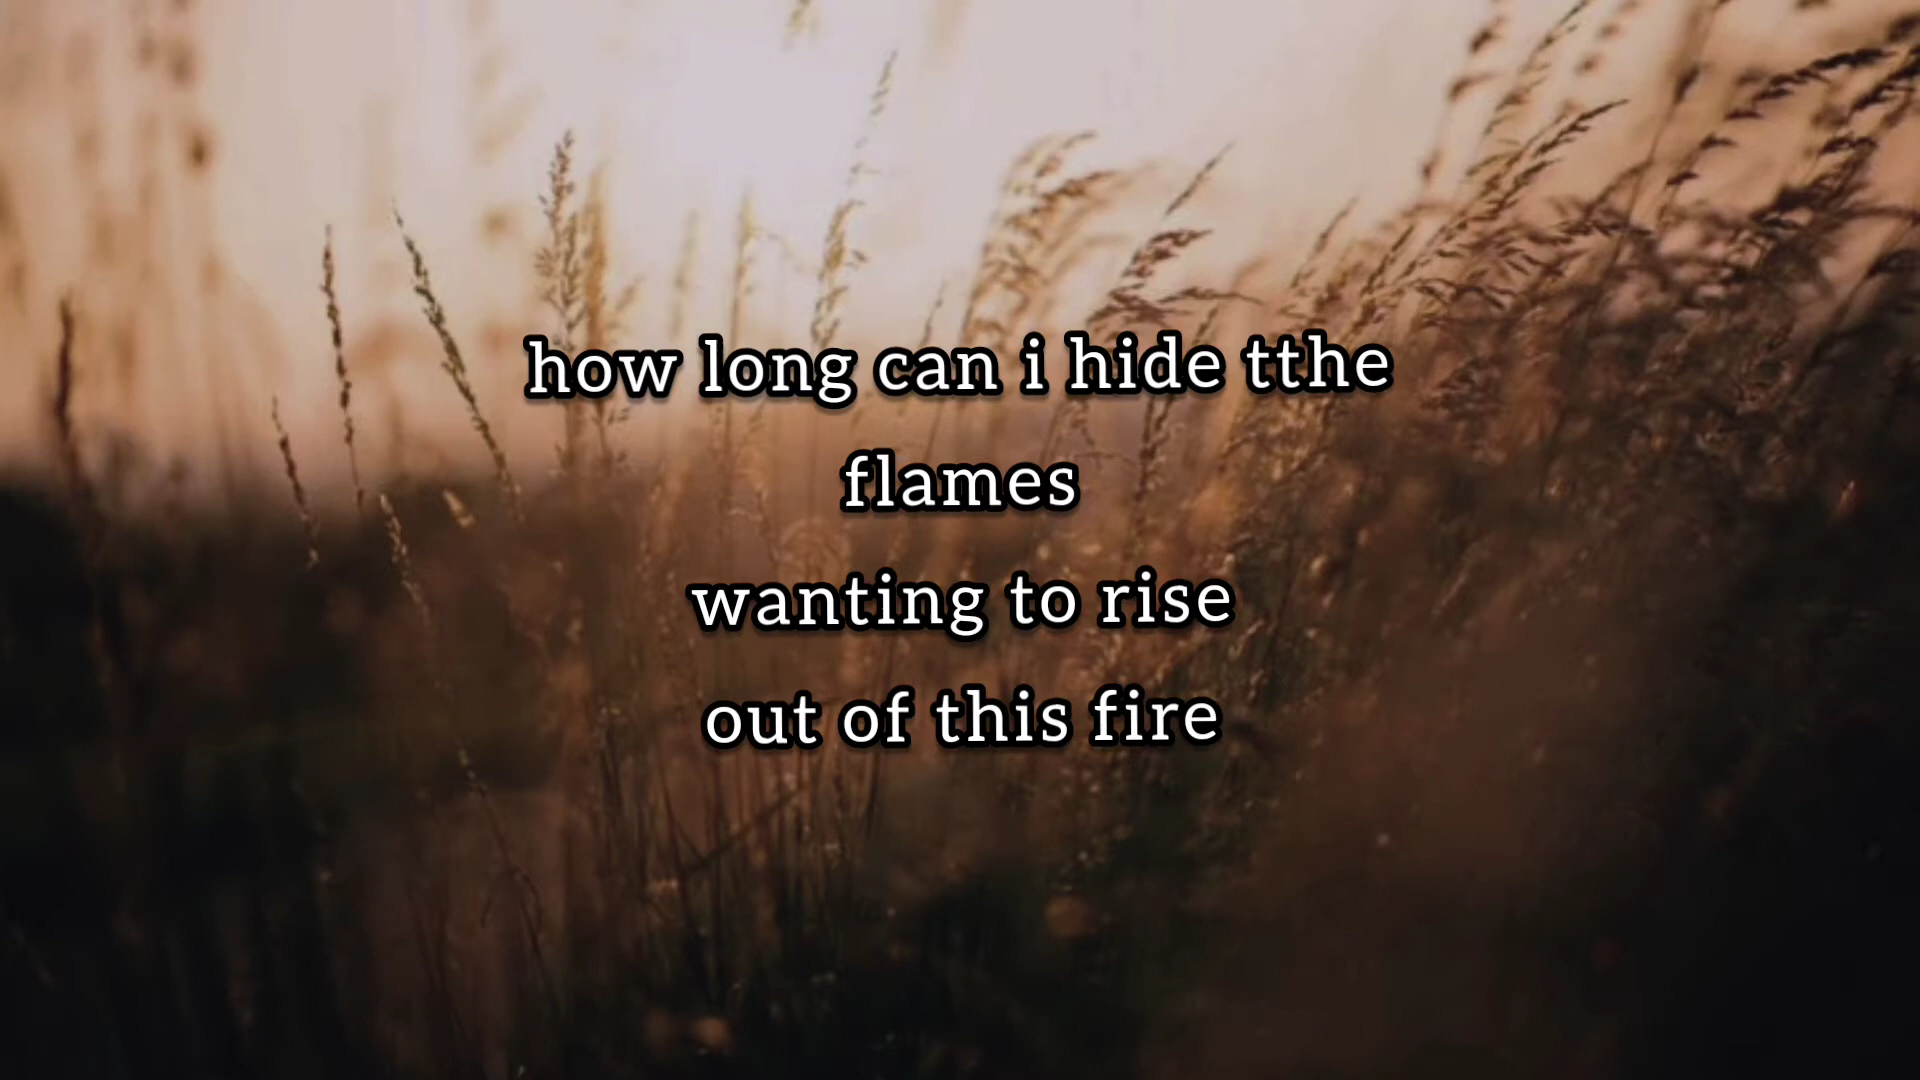 how long can i hide tthe
flames
wanting to rise
out of this fire